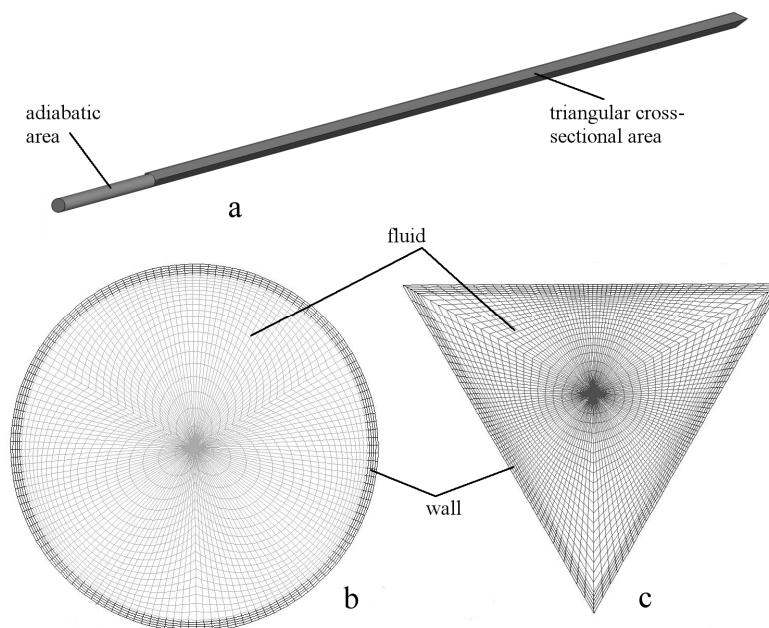 adiabatic
area
triangular cross-
sectional area
a
fluid
wall
b
c